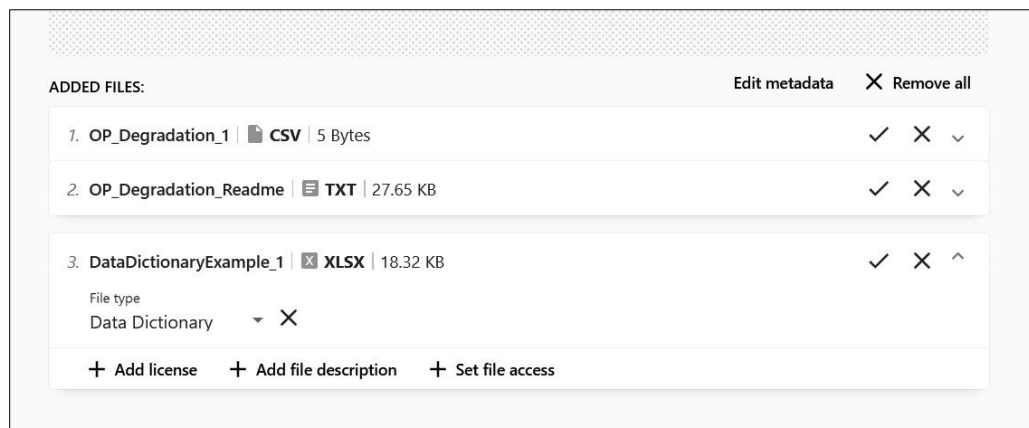 ADDED FILES: Edit metadata Remove all
1. OP_Degradation_1 CSV 5 Bytes
2. OP_Degradation_Readme TXT 27.65 KB
3. DataDictionaryExample_1 XLSX 18.32 KB
File type
Data Dictionary
Add license Add file description Set file access